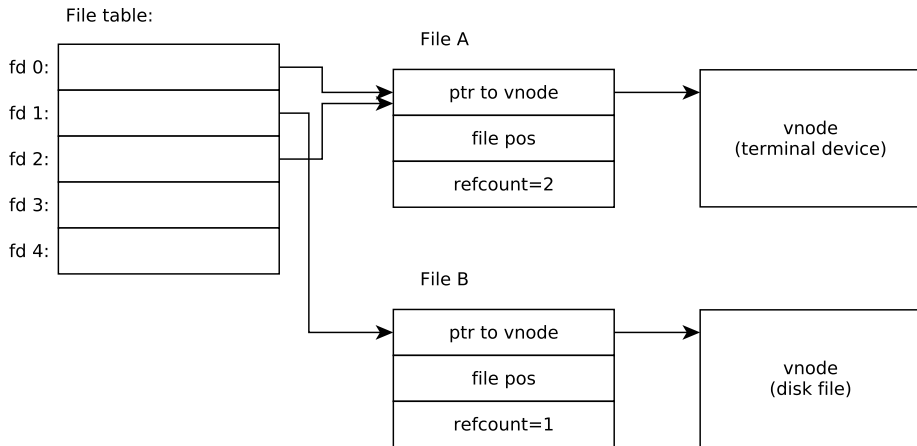 File table:
fd 0:
fd 1:
fd 2:
fd 3:
fd 4:
File A
ptr to vnode
file pos
refcount=2
vnode
(terminal device)
File B
ptr to vnode
file pos
refcount=1
vnode
(disk file)